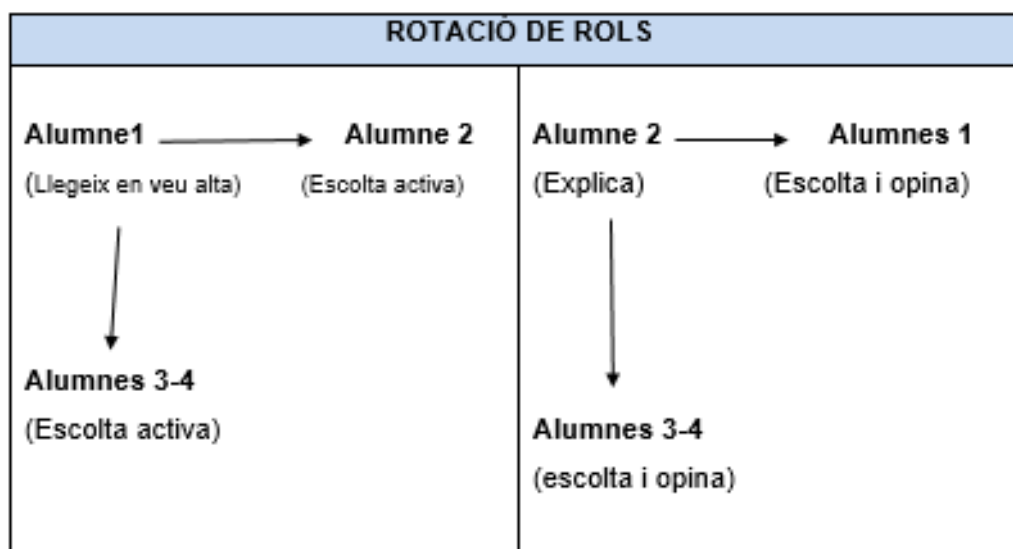 ROTACIÓ DE ROLS
Alumne1 Alumne 2
(Llegeix en veu alta) (Escolta activa)
Alumnes 3-4
(Escolta activa)
Alumne 2 Alumnes 1
(Explica) (Escolta i opina)
Alumnes 3-4
(escolta i opina)